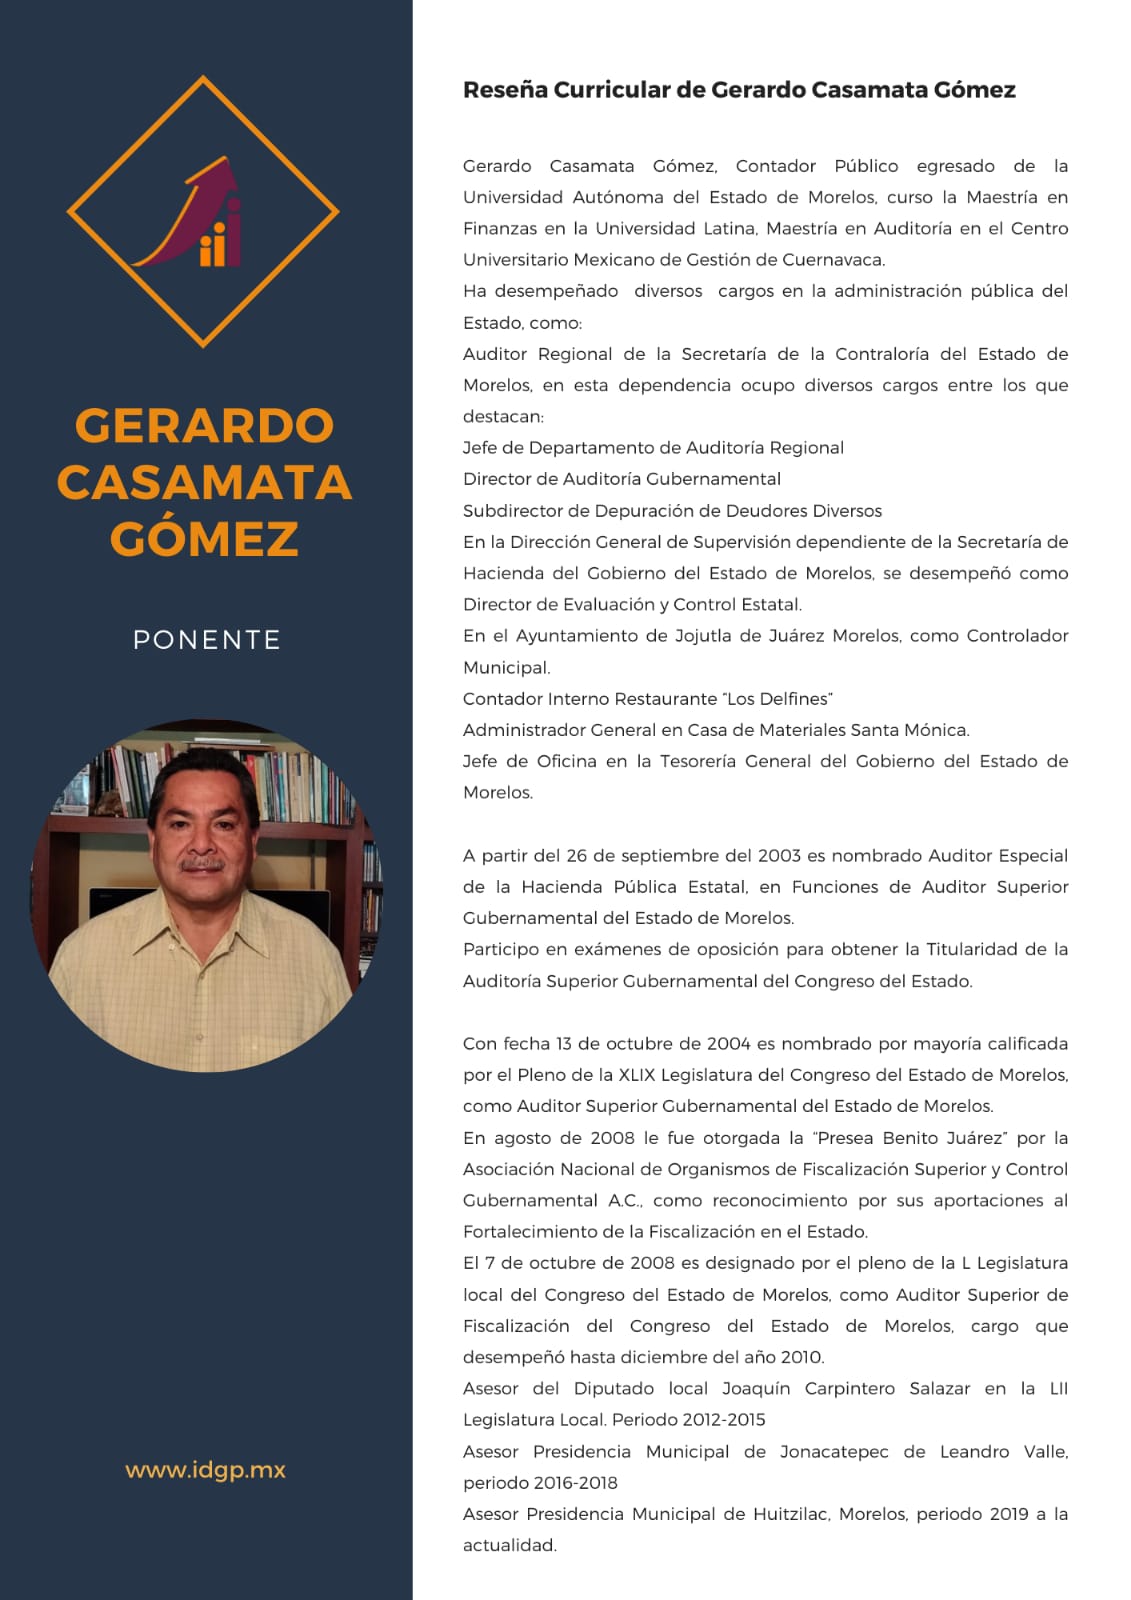 GERARDO
CASAMATA
GÓMEZ
PONENTE
www.idgp.mx
Reseña Curricular de Gerardo Casamata Gómez
Gerardo Casamata Gómez, Contador Público egresado de la
Universidad Autónoma del Estado de Morelos, curso la Maestría en
Finanzas en la Universidad Latina, Maestría en Auditoría en el Centro
Universitario Mexicano de Gestión de Cuernavaca.
Ha desempeñado diversos cargos en la administración pública del
Estado, como:
Auditor Regional de la Secretaría de la Contraloría del Estado de
Morelos, en esta dependencia ocupo diversos cargos entre los que
destacan:
Jefe de Departamento de Auditoría Regional
Director de Auditoría Gubernamental
Subdirector de Depuración de Deudores Diversos
En la Dirección General de Supervisión dependiente de la Secretaría de
Hacienda del Gobierno del Estado de Morelos, se desempeñó como
Director de Evaluación y Control Estatal.
En el Ayuntamiento de Jojutla de Juárez Morelos, como Controlador
Municipal.
Contador Interno Restaurante “Los Delfines”
Administrador General en Casa de Materiales Santa Mónica.
Jefe de Oficina en la Tesorería General del Gobierno del Estado de
Morelos.
A partir del 26 de septiembre del 2003 es nombrado Auditor Especial
de la Hacienda Pública Estatal, en Funciones de Auditor Superior
Gubernamental del Estado de Morelos.
Participo en exámenes de oposición para obtener la Titularidad de la
Auditoría Superior Gubernamental del Congreso del Estado.
Con fecha 13 de octubre de 2004 es nombrado por mayoría calificada
por el Pleno de la XLIX Legislatura del Congreso del Estado de Morelos,
como Auditor Superior Gubernamental del Estado de Morelos.
En agosto de 2008 le fue otorgada la “Presea Benito Juárez” por la
Asociación Nacional de Organismos de Fiscalización Superior y Control
Gubernamental A.C., como reconocimiento por sus aportaciones al
Fortalecimiento de la Fiscalización en el Estado.
El 7 de octubre de 2008 es designado por el pleno de la L Legislatura
local del Congreso del Estado de Morelos, como Auditor Superior de
Fiscalización del Congreso del Estado de Morelos, cargo que
desempeñó hasta diciembre del año 2010.
Asesor del Diputado local Joaquín Carpintero Salazar en la LII
Legislatura Local. Periodo 2012-2015
Asesor Presidencia Municipal de Jonacatepec de Leandro Valle,
periodo 2016-2018
Asesor Presidencia Municipal de Huitzilac, Morelos, periodo 2019 a la
actualidad.